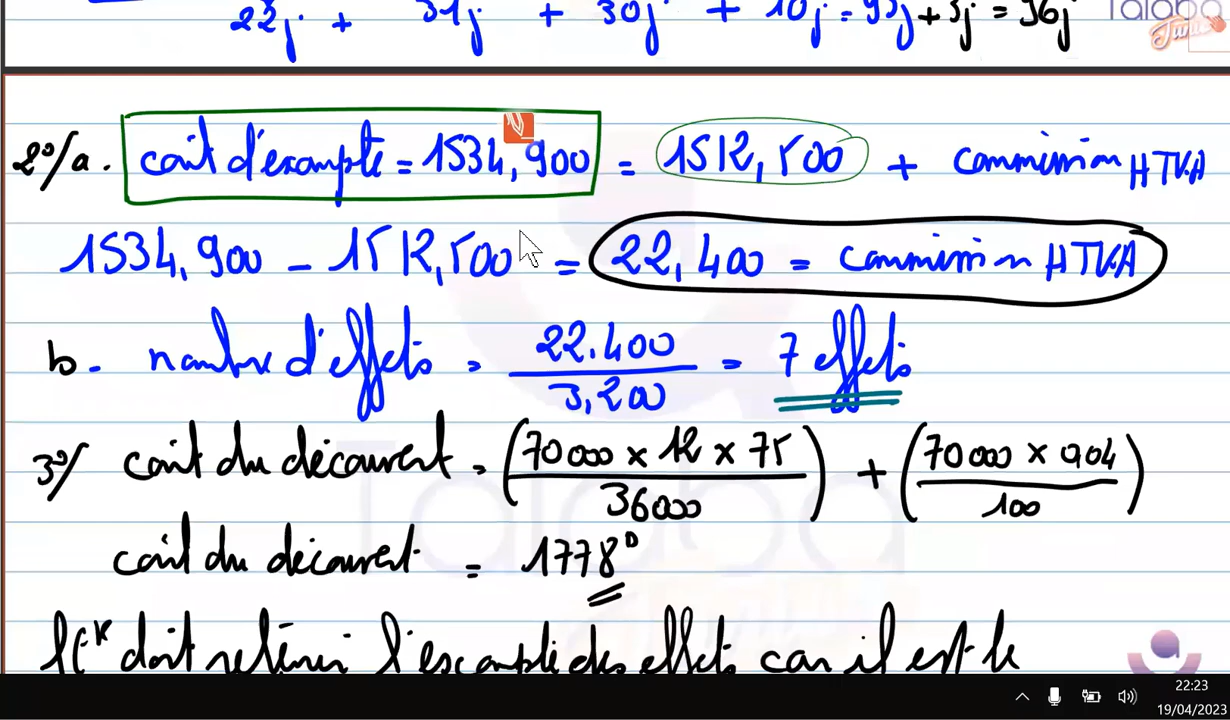 22j + 31j + 30j + 10j = 93j + 3j = 96j
2°/a. coût d'escompte = 1534,900 = 1512,500 + commission HTVA
1534,900 - 1512,500 = 22,400 = commission HTVA
b. nombre d'effets = 22.400 / 3,200 = 7 effets
3°/ coût du découvert = (70000 x 12 x 75 / 36000) + (70000 x 0,04 / 100)
coût du découvert = 1778D
doit retenir l'escompte des effets car il est le
22:23
19/04/2023